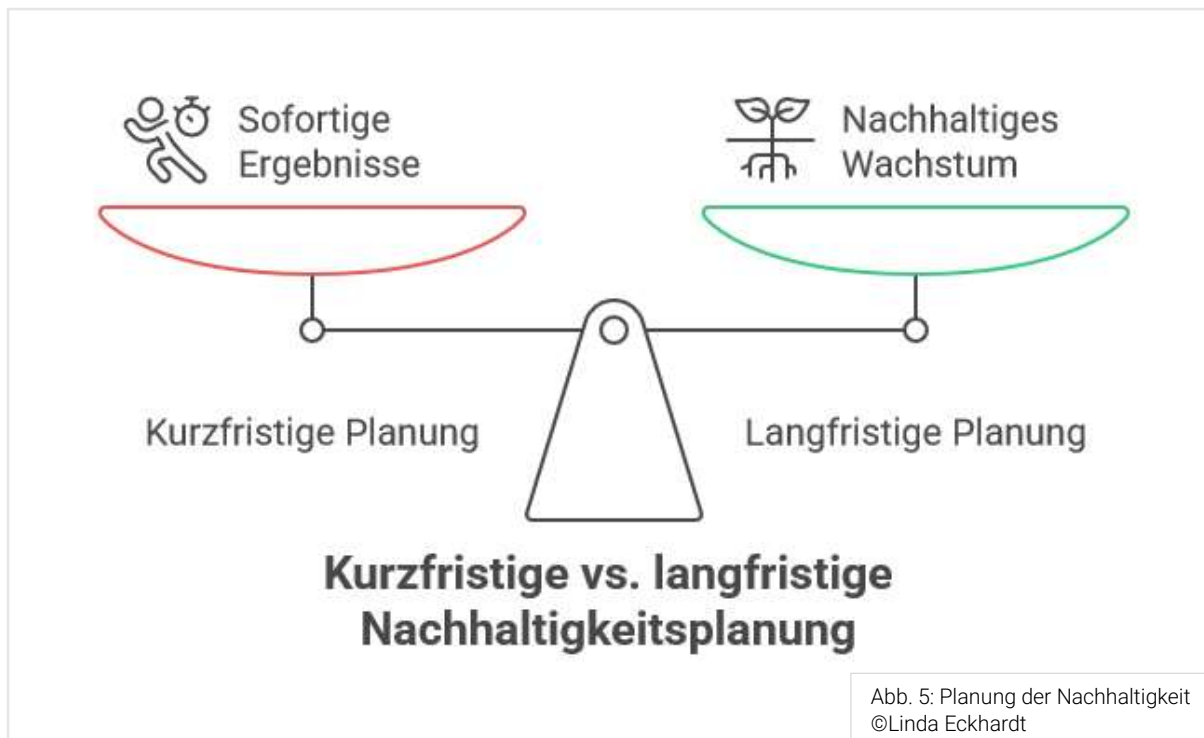 Sofortige
Ergebnisse
Nachhaltiges
Wachstum
Kurzfristige Planung
Langfristige Planung
Kurzfristige vs. langfristige
Nachhaltigkeitsplanung
Abb. 5: Planung der Nachhaltigkeit
©Linda Eckhardt